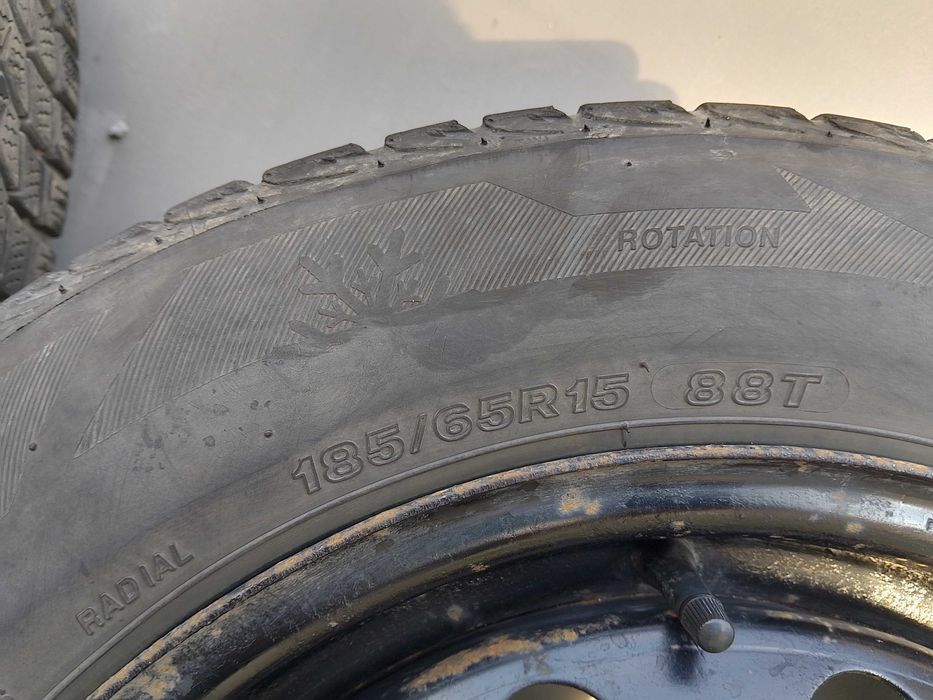 ROTATION
185/65R15 88T
RADIAL